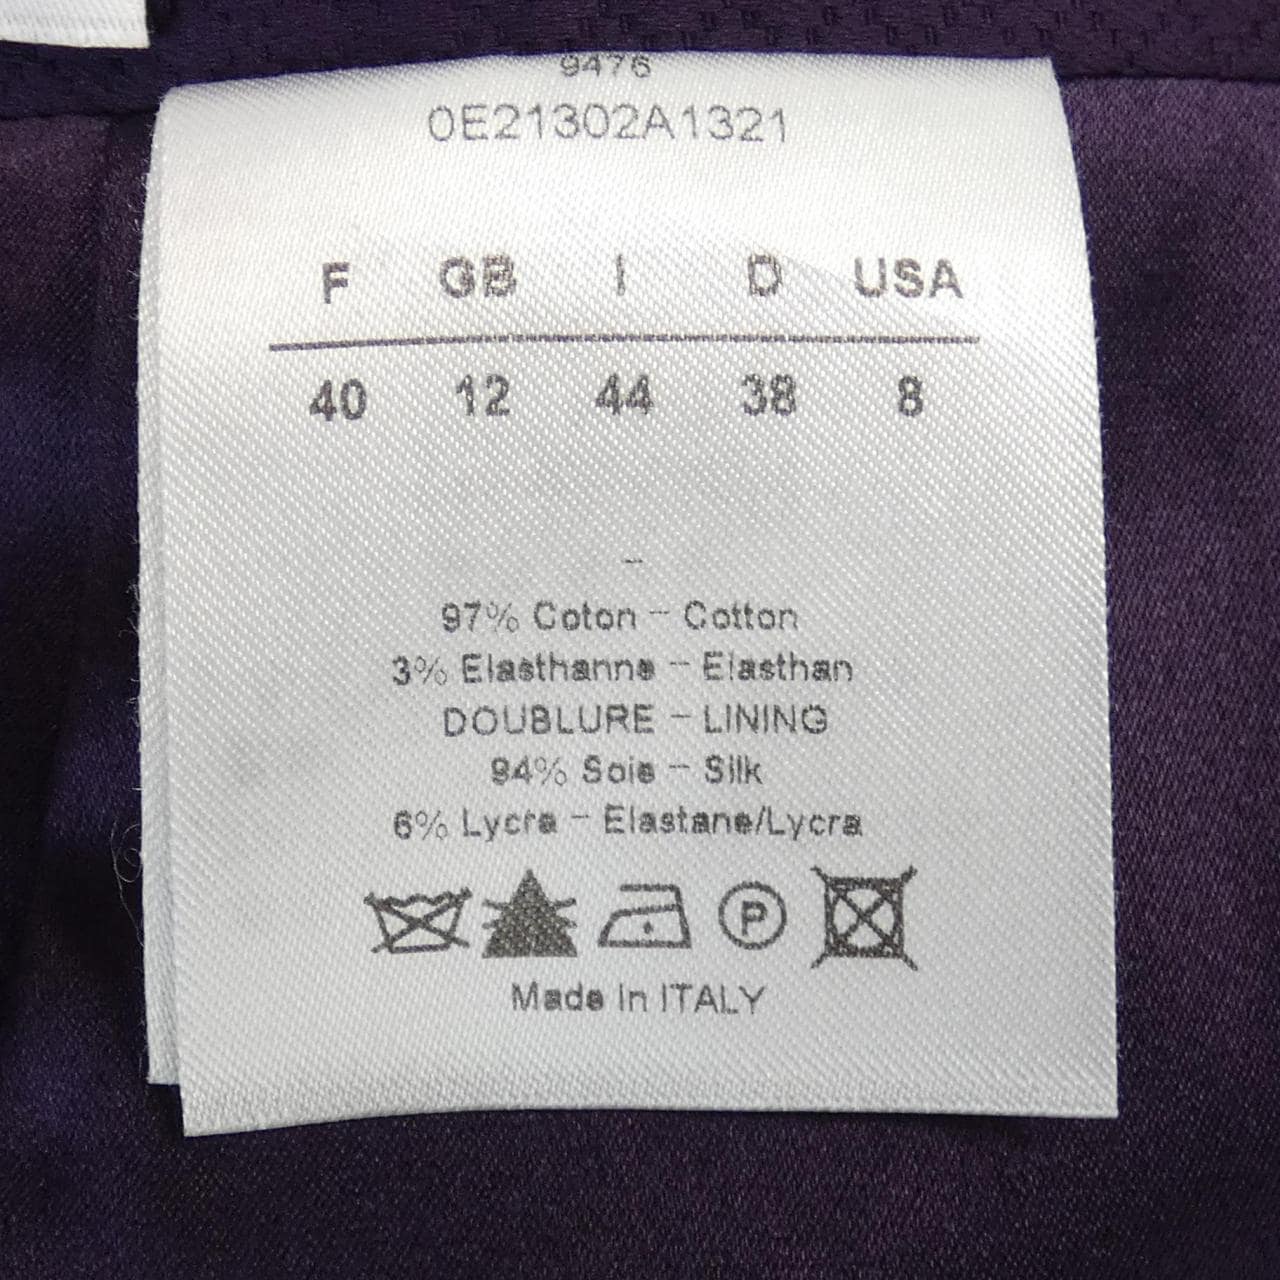 9476
0E21302A1321
F GB I D USA
40 12 44 38 8
-
97% Coton - Cotton
3% Elasthanne - Elasthan
DOUBLURE - LINING
94% Soie - Silk
6% Lycra - Elastane/Lycra
P
Made In ITALY